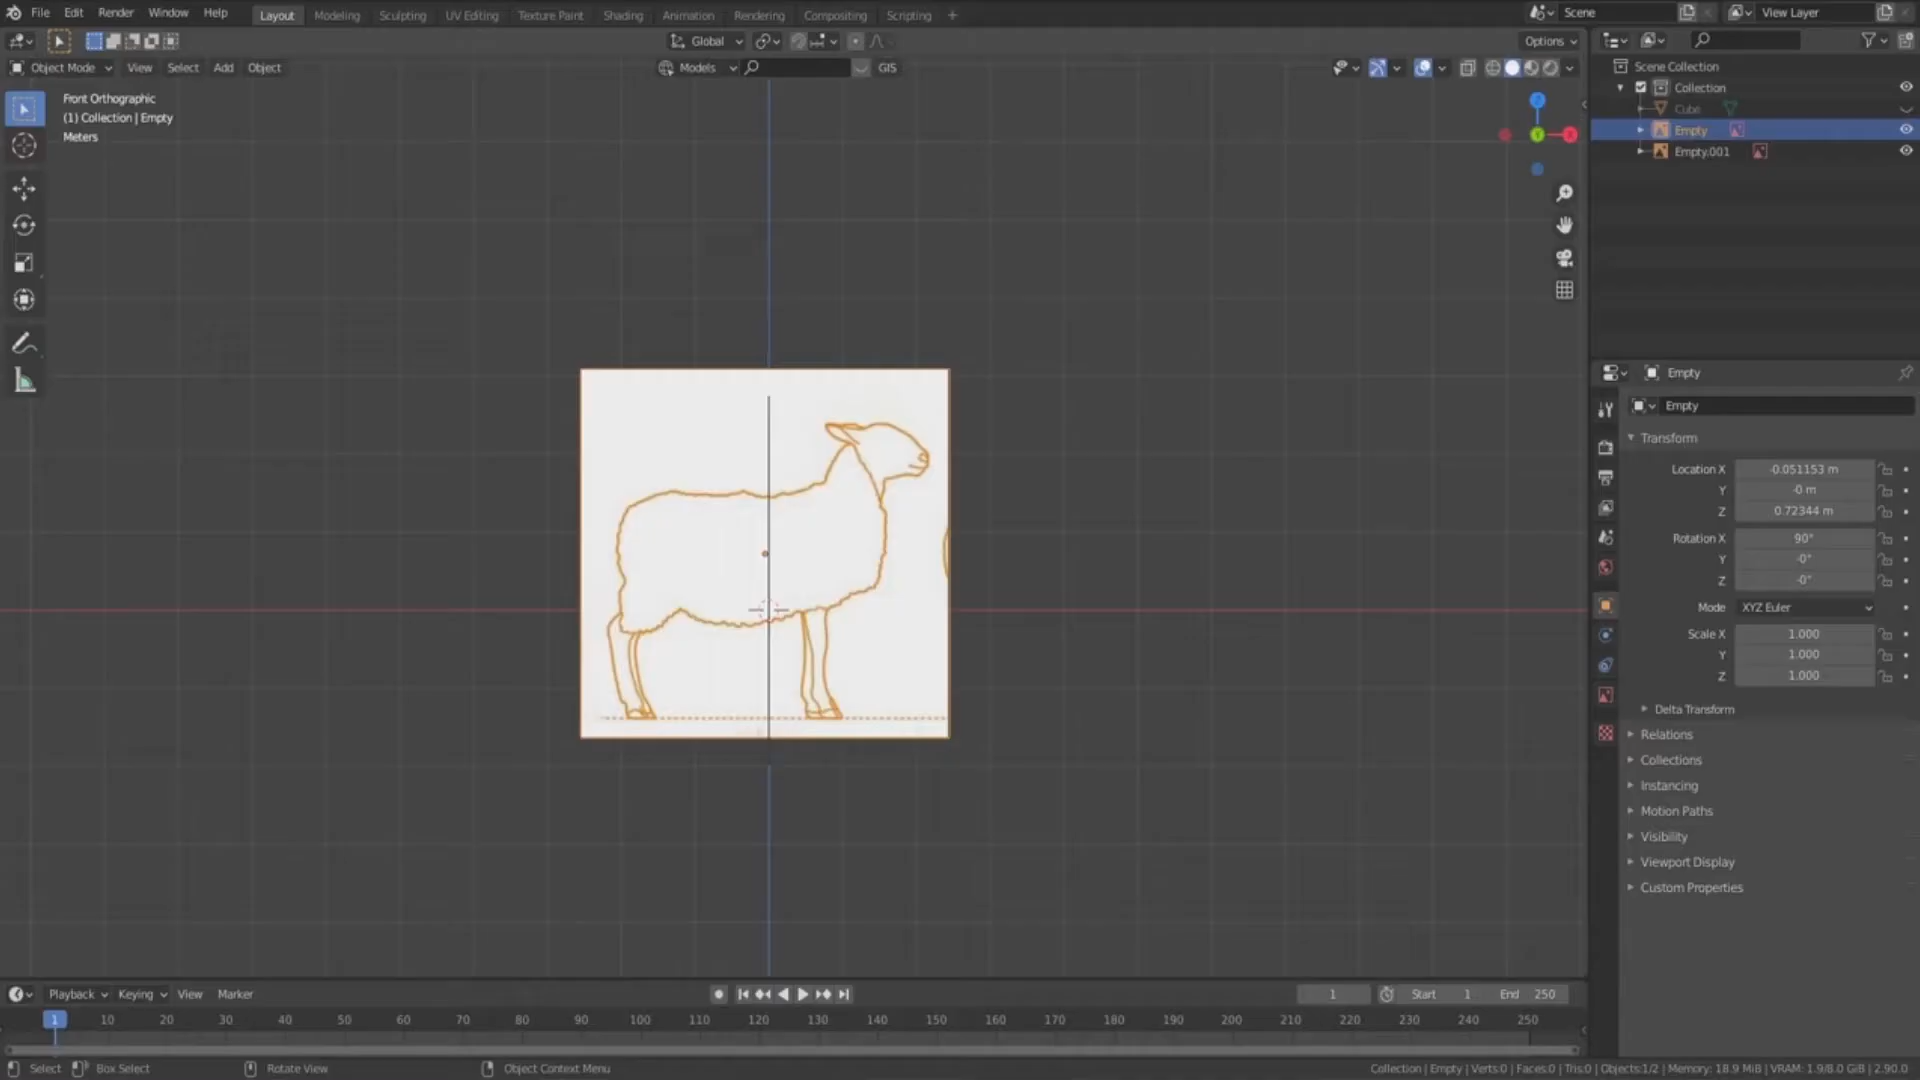 File Edit Render Window Help Layout Modeling Sculpting UV Editing Texture Paint Shading Animation Rendering Compositing Scripting + Scene View Layer
Global Options
Object Mode View Select Add Object Models GIS
Front Orthographic
(1) Collection | Empty
Meters
Scene Collection
Collection
Cube
Empty
Empty.001
Empty
Empty
Transform
Location X -0.051153 m
Y -0 m
Z 0.72344 m
Rotation X 90°
Y -0°
Z -0°
Mode XYZ Euler
Scale X 1.000
Y 1.000
Z 1.000
Delta Transform
Relations
Collections
Instancing
Motion Paths
Visibility
Viewport Display
Custom Properties
Playback Keying View Marker 1 Start 1 End 250
1 10 20 30 40 50 60 70 80 90 100 110 120 130 140 150 160 170 180 190 200 210 220 230 240 250
Select Box Select Rotate View Object Context Menu Collection | Empty | Verts:0 | Faces:0 | Tris:0 | Objects:1/2 | Memory: 18.9 MiB | VRAM: 1.9/8.0 GiB | 2.90.0